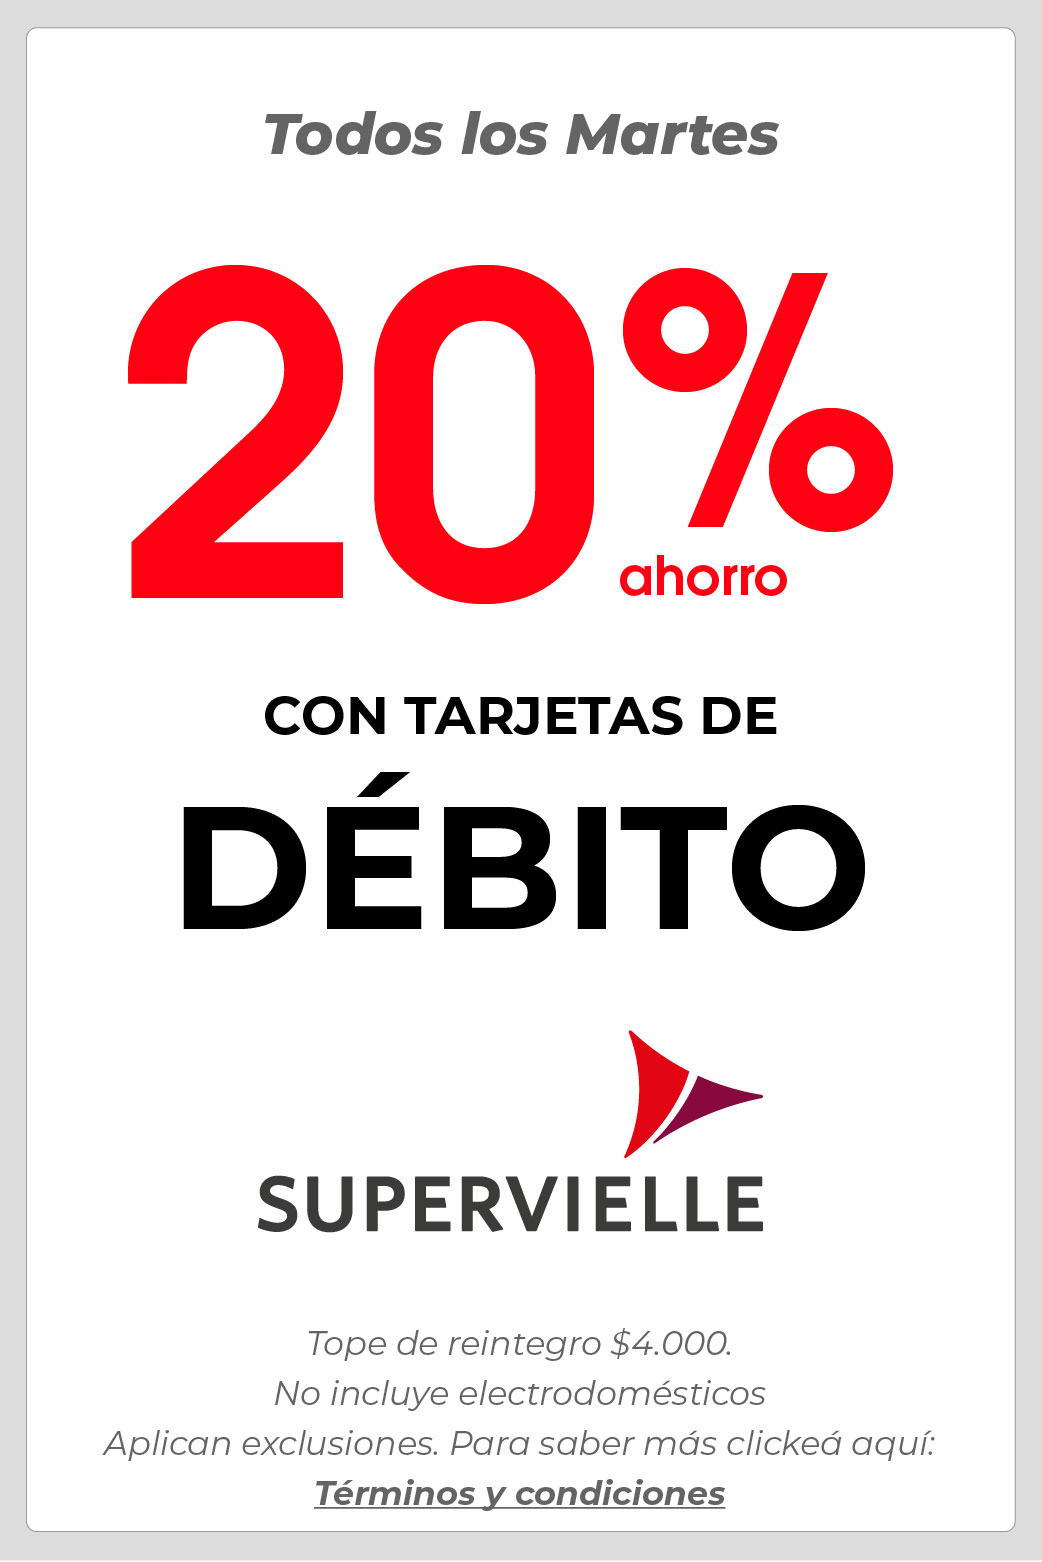 Todos los Martes
20%
ahorro
CON TARJETAS DE
DÉBITO
SUPERVIELLE
Tope de reintegro $4.000.
No incluye electrodomésticos
Aplican exclusiones. Para saber más clickeá aquí:
Términos y condiciones